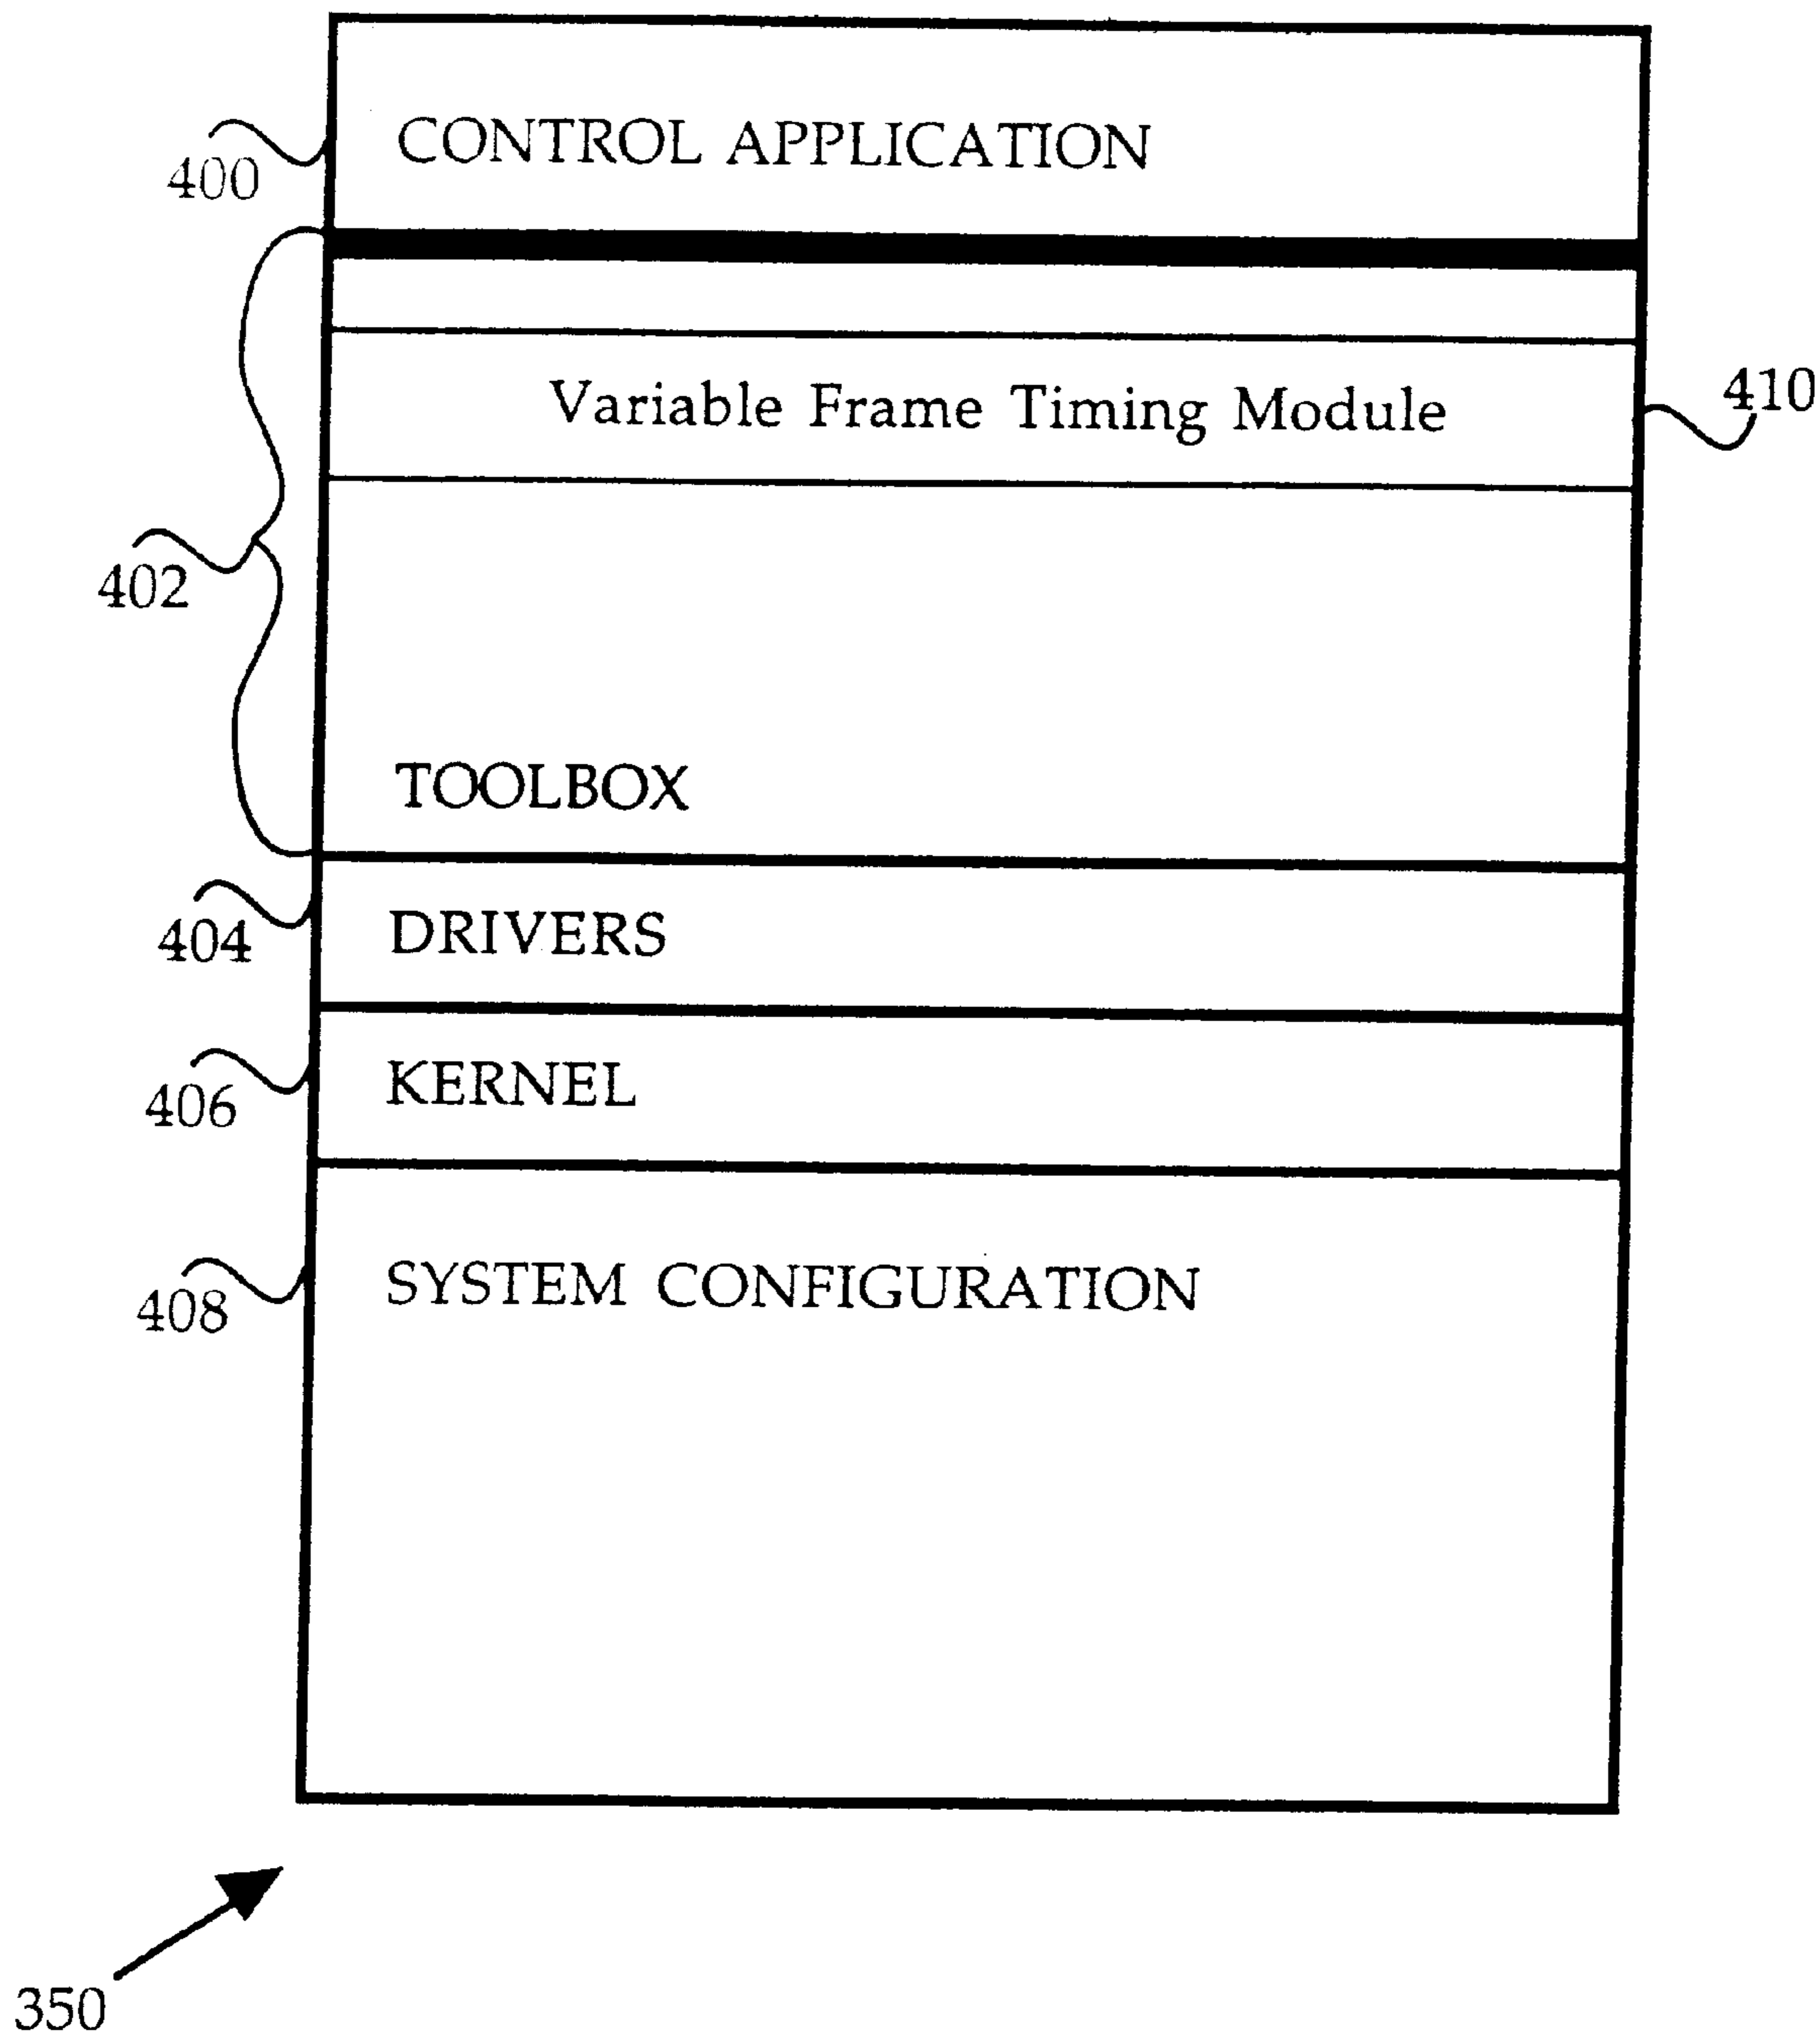 CONTROL APPLICATION
400
Variable Frame Timing Module
410
402
TOOLBOX
DRIVERS
404
KERNEL
406
SYSTEM CONFIGURATION
408
350